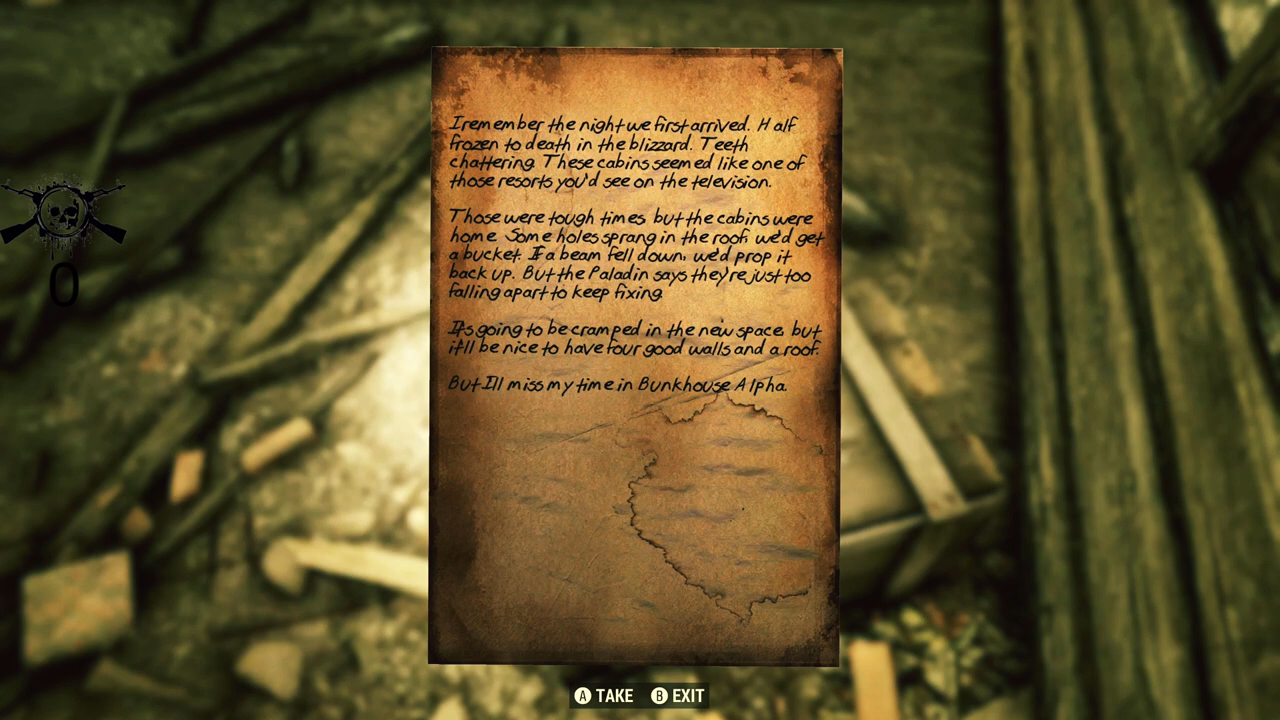 0
I remember the night we first arrived. Half
frozen to death in the blizzard. Teeth
chattering. These cabins seemed like one of
those resorts you'd see on the television.
Those were tough times, but the cabins were
home. Some holes sprang in the roof, we'd get
a bucket. If a beam fell down, we'd prop it
back up. But the Paladin says they're just too
falling apart to keep fixing.
It's going to be cramped in the new space, but
it'll be nice to have four good walls and a roof.
But I'll miss my time in Bunkhouse Alpha.
A TAKE B EXIT